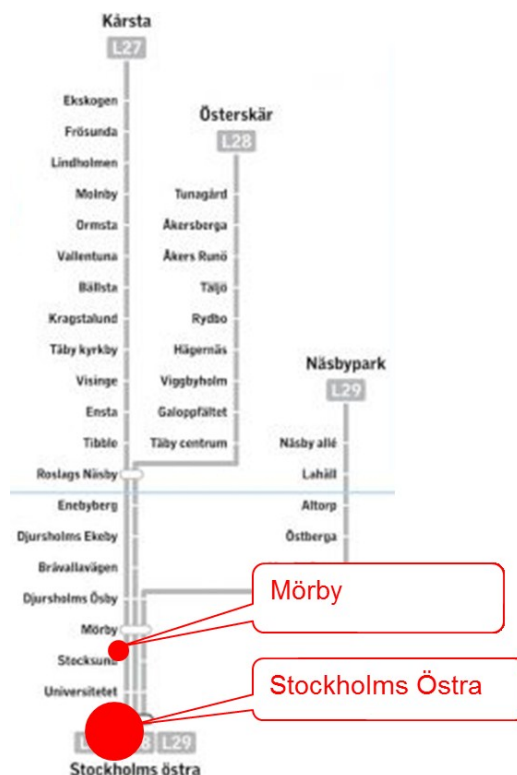 Kårsta
L27
Ekskogen
Frösunda
Lindholmen
Molnby
Ormsta
Vallentuna
Bällsta
Kragstalund
Täby kyrkby
Visinge
Ensta
Tibble
Roslags Näsby
Enebyberg
Djursholms Ekeby
Bråvallavägen
Djursholms Ösby
Mörby
Stocksund
Universitetet
Österskär
L28
Tunagård
Åkersberga
Åkers Runö
Täljö
Rydbo
Hägernäs
Viggbyholm
Galoppfältet
Täby centrum
Näsbypark
L29
Näsby allé
Lahäll
Altorp
Östberga
Mörby
Stockholms Östra
L29
Stockholms östra